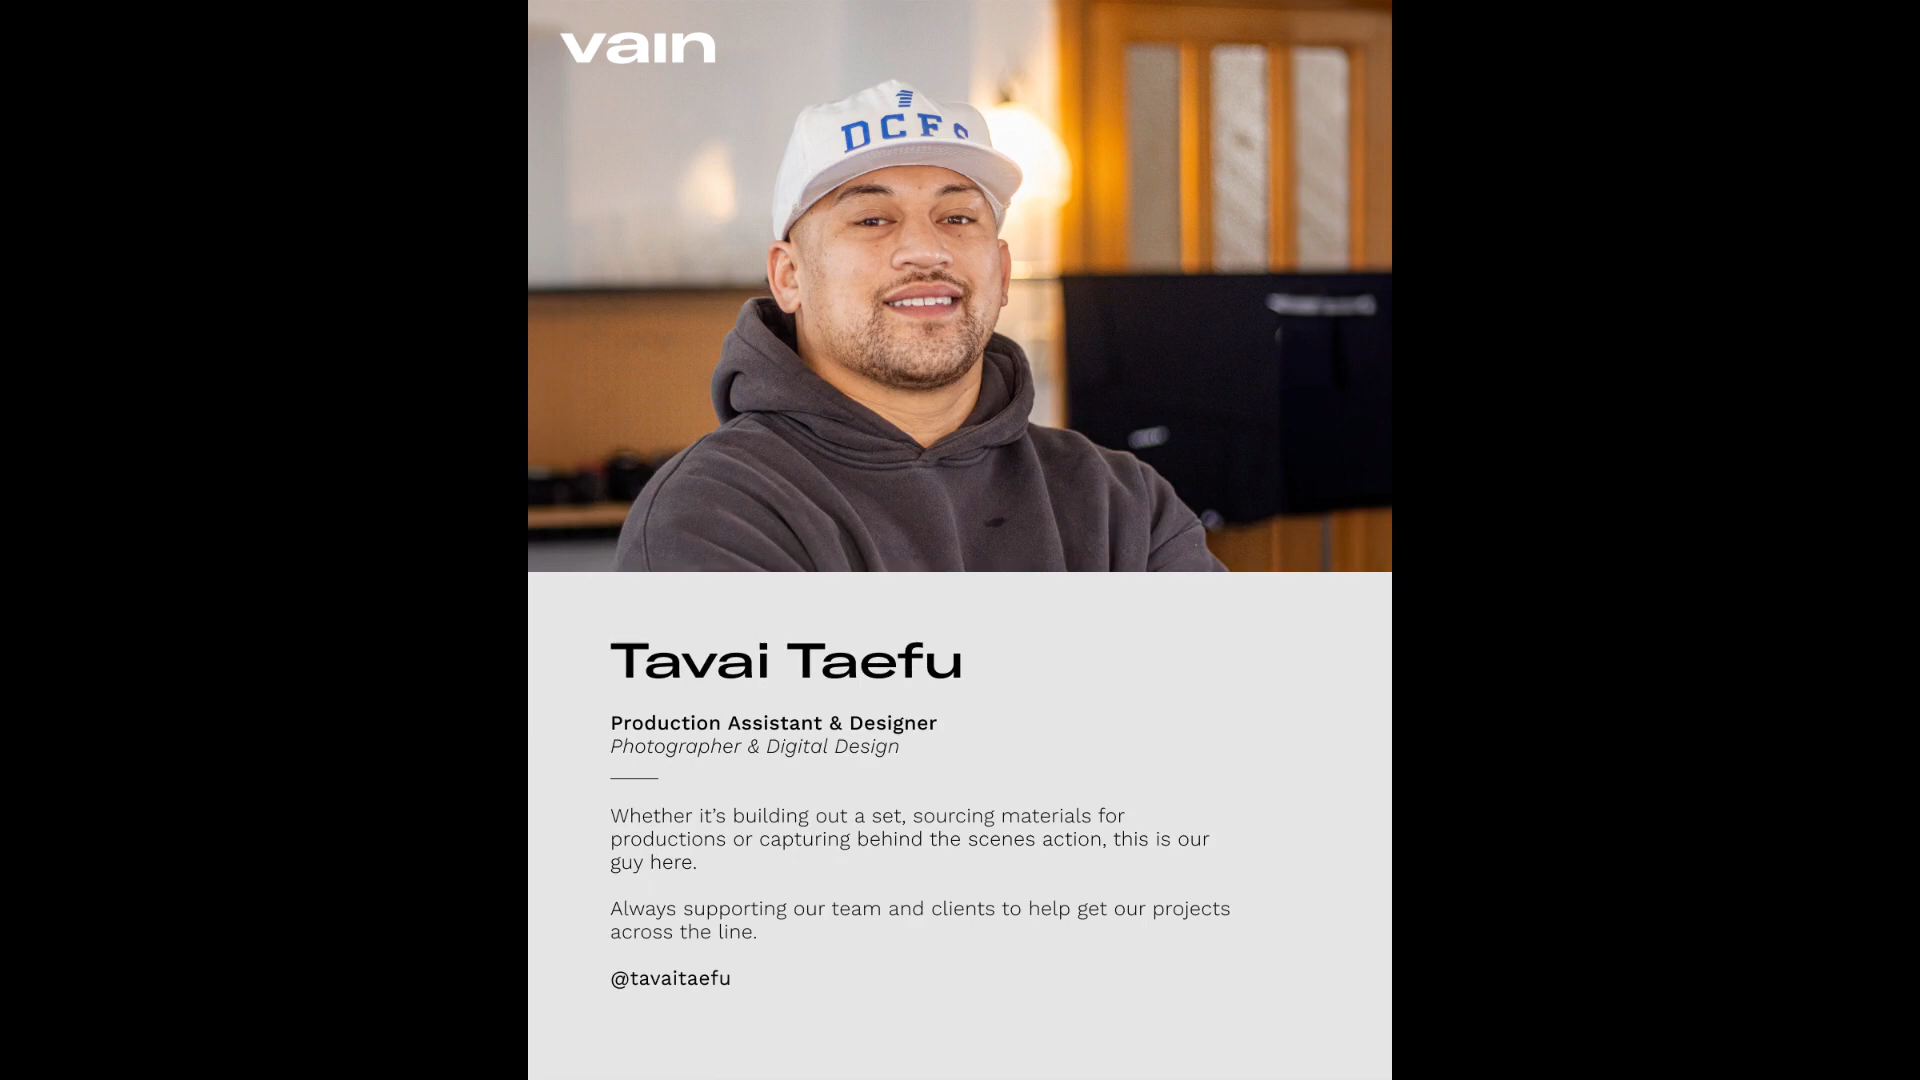 vain
DCFS
Tavai Taefu
Production Assistant & Designer
Photographer & Digital Design
Whether it’s building out a set, sourcing materials for
productions or capturing behind the scenes action, this is our
guy here.
Always supporting our team and clients to help get our projects
across the line.
@tavaitaefu